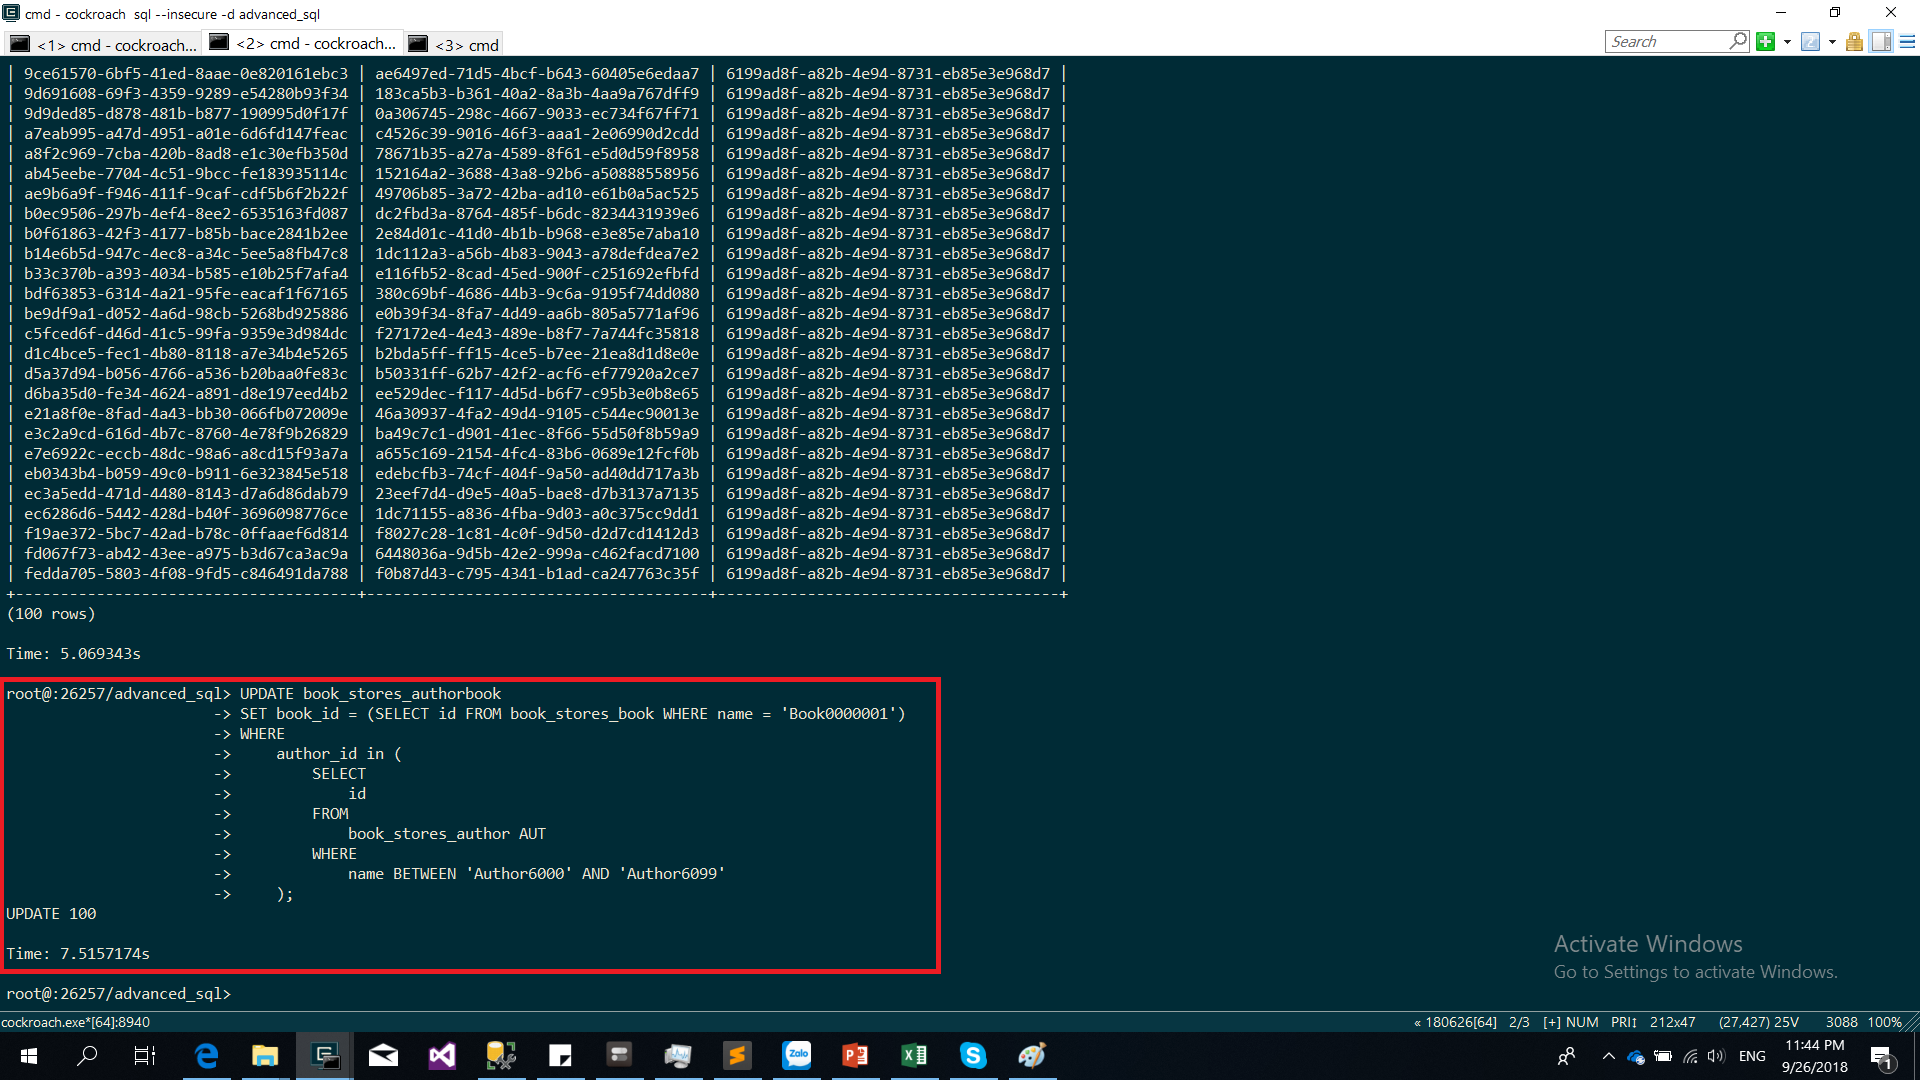 cmd - cockroach  sql --insecure -d advanced_sql
<1> cmd - cockroach...
<2> cmd - cockroach...
<3> cmd
Search
| 9ce61570-6bf5-41ed-8aae-0e820161ebc3 | ae6497ed-71d5-4bcf-b643-60405e6edaa7 | 6199ad8f-a82b-4e94-8731-eb85e3e968d7 |
| 9d691608-69f3-4359-9289-e54280b93f34 | 183ca5b3-b361-40a2-8a3b-4aa9a767dff9 | 6199ad8f-a82b-4e94-8731-eb85e3e968d7 |
| 9d9ded85-d878-481b-b877-190995d0f17f | 0a306745-298c-4667-9033-ec734f67ff71 | 6199ad8f-a82b-4e94-8731-eb85e3e968d7 |
| a7eab995-a47d-4951-a01e-6d6fd147feac | c4526c39-9016-46f3-aaa1-2e06990d2cdd | 6199ad8f-a82b-4e94-8731-eb85e3e968d7 |
| a8f2c969-7cba-420b-8ad8-e1c30efb350d | 78671b35-a27a-4589-8f61-e5d0d59f8958 | 6199ad8f-a82b-4e94-8731-eb85e3e968d7 |
| ab45eebe-7704-4c51-9bcc-fe183935114c | 152164a2-3688-43a8-92b6-a50888558956 | 6199ad8f-a82b-4e94-8731-eb85e3e968d7 |
| ae9b6a9f-f946-411f-9caf-cdf5b6f2b22f | 49706b85-3a72-42ba-ad10-e61b0a5ac525 | 6199ad8f-a82b-4e94-8731-eb85e3e968d7 |
| b0ec9506-297b-4ef4-8ee2-6535163fd087 | dc2fbd3a-8764-485f-b6dc-8234431939e6 | 6199ad8f-a82b-4e94-8731-eb85e3e968d7 |
| b0f61863-42f3-4177-b85b-bace2841b2ee | 2e84d01c-41d0-4b1b-b968-e3e85e7aba10 | 6199ad8f-a82b-4e94-8731-eb85e3e968d7 |
| b14e6b5d-947c-4ec8-a34c-5ee5a8fb47c8 | 1dc112a3-a56b-4b83-9043-a78defdea7e2 | 6199ad8f-a82b-4e94-8731-eb85e3e968d7 |
| b33c370b-a393-4034-b585-e10b25f7afa4 | e116fb52-8cad-45ed-900f-c251692efbfd | 6199ad8f-a82b-4e94-8731-eb85e3e968d7 |
| bdf63853-6314-4a21-95fe-eacaf1f67165 | 380c69bf-4686-44b3-9c6a-9195f74dd080 | 6199ad8f-a82b-4e94-8731-eb85e3e968d7 |
| be9df9a1-d052-4a6d-98cb-5268bd925886 | e0b39f34-8fa7-4d49-aa6b-805a5771af96 | 6199ad8f-a82b-4e94-8731-eb85e3e968d7 |
| c5fced6f-d46d-41c5-99fa-9359e3d984dc | f27172e4-4e43-489e-b8f7-7a744fc35818 | 6199ad8f-a82b-4e94-8731-eb85e3e968d7 |
| d1c4bce5-fec1-4b80-8118-a7e34b4e5265 | b2bda5ff-ff15-4ce5-b7ee-21ea8d1d8e0e | 6199ad8f-a82b-4e94-8731-eb85e3e968d7 |
| d5a37d94-b056-4766-a536-b20baa0fe83c | b50331ff-62b7-42f2-acf6-ef77920a2ce7 | 6199ad8f-a82b-4e94-8731-eb85e3e968d7 |
| d6ba35d0-fe34-4624-a891-d8e197eed4b2 | ee529dec-f117-4d5d-b6f7-c95b3e0b8e65 | 6199ad8f-a82b-4e94-8731-eb85e3e968d7 |
| e21a8f0e-8fad-4a43-bb30-066fb072009e | 46a30937-4fa2-49d4-9105-c544ec90013e | 6199ad8f-a82b-4e94-8731-eb85e3e968d7 |
| e3c2a9cd-616d-4b7c-8760-4e78f9b26829 | ba49c7c1-d901-41ec-8f66-55d50f8b59a9 | 6199ad8f-a82b-4e94-8731-eb85e3e968d7 |
| e7e6922c-eccb-48dc-98a6-a8cd15f93a7a | a655c169-2154-4fc4-83b6-0689e12fcf0b | 6199ad8f-a82b-4e94-8731-eb85e3e968d7 |
| eb0343b4-b059-49c0-b911-6e323845e518 | edebcfb3-74cf-404f-9a50-ad40dd717a3b | 6199ad8f-a82b-4e94-8731-eb85e3e968d7 |
| ec3a5edd-471d-4480-8143-d7a6d86dab79 | 23eef7d4-d9e5-40a5-bae8-d7b3137a7135 | 6199ad8f-a82b-4e94-8731-eb85e3e968d7 |
| ec6286d6-5442-428d-b40f-3696098776ce | 1dc71155-a836-4fba-9d03-a0c375cc9dd1 | 6199ad8f-a82b-4e94-8731-eb85e3e968d7 |
| f19ae372-5bc7-42ad-b78c-0ffaaef6d814 | f8027c28-1c81-4c0f-9d50-d2d7cd1412d3 | 6199ad8f-a82b-4e94-8731-eb85e3e968d7 |
| fd067f73-ab42-43ee-a975-b3d67ca3ac9a | 6448036a-9d5b-42e2-999a-c462facd7100 | 6199ad8f-a82b-4e94-8731-eb85e3e968d7 |
| fedda705-5803-4f08-9fd5-c846491da788 | f0b87d43-c795-4341-b1ad-ca247763c35f | 6199ad8f-a82b-4e94-8731-eb85e3e968d7 |
+--------------------------------------+--------------------------------------+--------------------------------------+
(100 rows)
Time: 5.069343s
root@:26257/advanced_sql> UPDATE book_stores_authorbook
-> SET book_id = (SELECT id FROM book_stores_book WHERE name = 'Book0000001')
-> WHERE
->     author_id in (
->         SELECT
->             id
->         FROM
->             book_stores_author AUT
->         WHERE
->             name BETWEEN 'Author6000' AND 'Author6099'
->     );
UPDATE 100
Time: 7.5157174s
root@:26257/advanced_sql>
Activate Windows
Go to Settings to activate Windows.
cockroach.exe*[64]:8940
« 180626[64]  2/3  [+] NUM  PRI↕  212x47  (27,427) 25V  3088  100%
Zalo
ENG
11:44 PM
9/26/2018
1